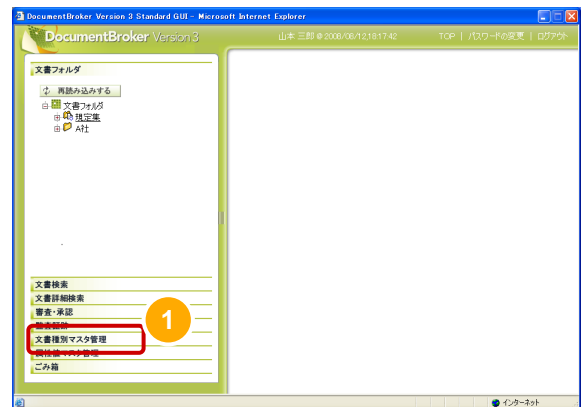 DocumentBroker Version 3 Standard GUI - Microsoft Internet Explorer
DocumentBroker Version3
山本 三郎@2008/06/12,18:17:42 TOP | パスワードの変更 | ログアウト
文書フォルダ
再読み込みする
文書フォルダ
規定集
A社
文書検索
文書詳細検索
審査・承認
1
文書種別マスタ管理
ごみ箱
インターネット